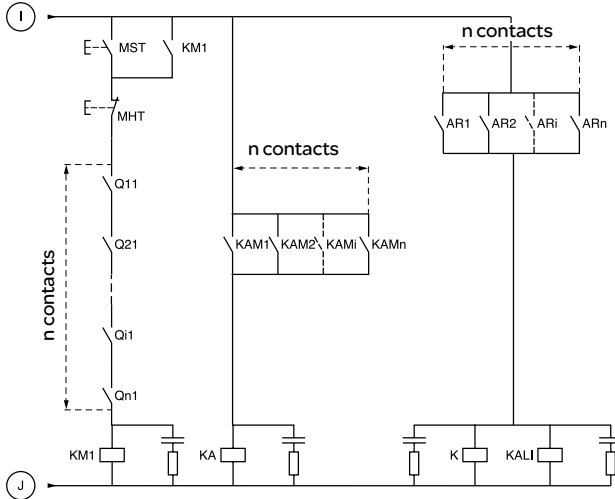 I
MST
KM1
n contacts
MHT
AR1
AR2
ARi
ARn
n contacts
Q11
KAM1
KAM2
KAMi
KAMn
Q21
n contacts
Qi1
Qn1
KM1
KA
K
KALI
J